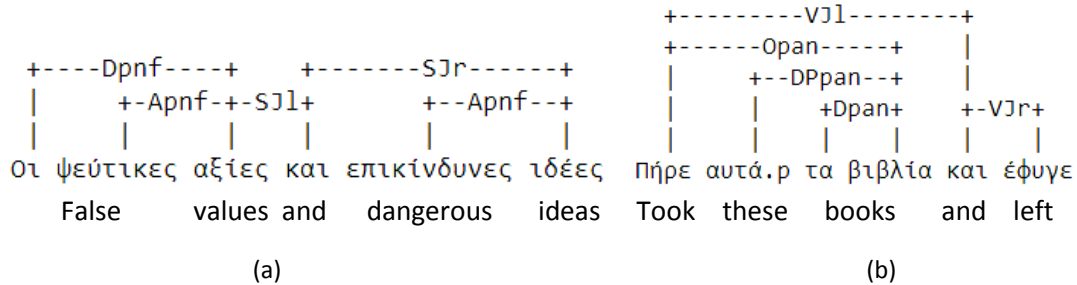 +--------VJl--------+
+----Dpnf----+ +-------SJr------+ +------Opan-----+ |
| +-Apnf-+-SJl+ +--Apnf--+ | +--DPpan--+ |
| | | | | | | | +Dpan+ +-VJr+
| | | | | | | | | | | |
Οι ψεύτικες αξίες και επικίνδυνες ιδέες Πήρε αυτά.p τα βιβλία και έφυγε
False values and dangerous ideas Took these books and left
(a) (b)